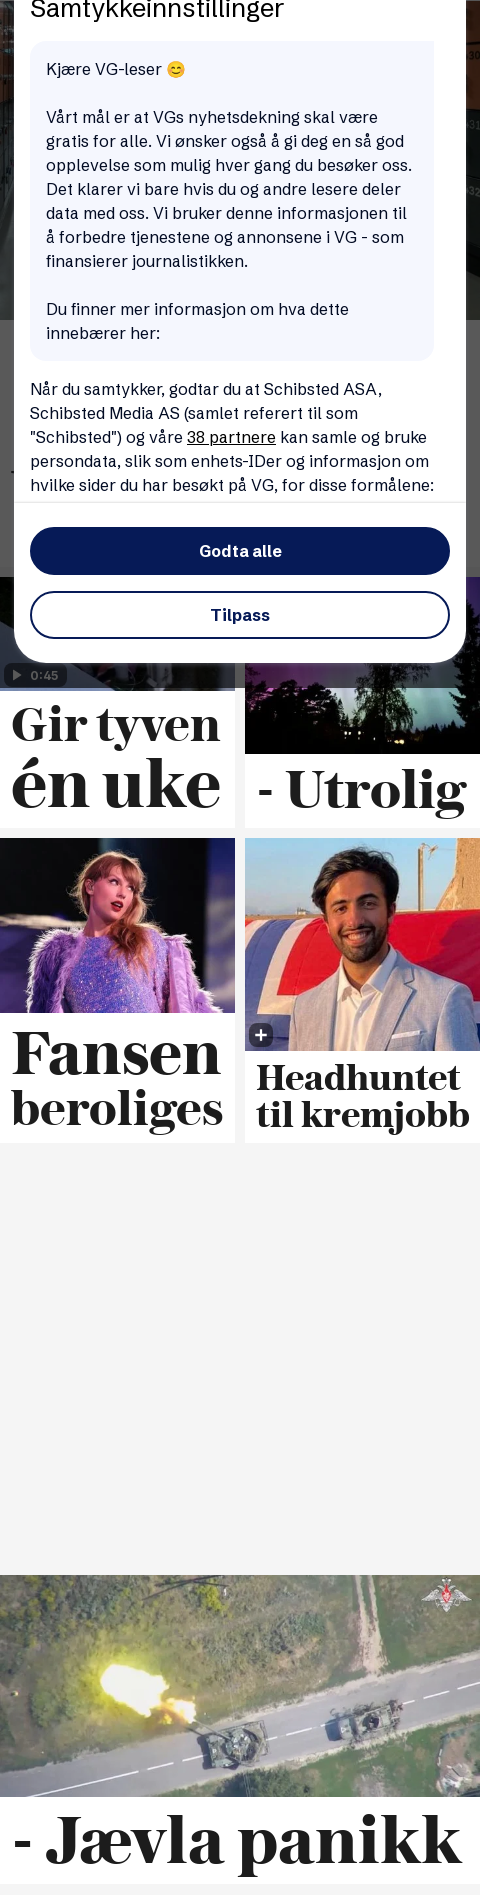 Samtykkeinnstillinger
Kjære VG-leser 😊
Vårt mål er at VGs nyhetsdekning skal være
gratis for alle. Vi ønsker også å gi deg en så god
opplevelse som mulig hver gang du besøker oss.
Det klarer vi bare hvis du og andre lesere deler
data med oss. Vi bruker denne informasjonen til
å forbedre tjenestene og annonsene i VG - som
finansierer journalistikken.
Du finner mer informasjon om hva dette
innebærer her:
Når du samtykker, godtar du at Schibsted ASA,
Schibsted Media AS (samlet referert til som
"Schibsted") og våre 38 partnere kan samle og bruke
persondata, slik som enhets-IDer og informasjon om
hvilke sider du har besøkt på VG, for disse formålene:
Godta alle
Tilpass
0:45
Gir tyven
én uke
- Utrolig
Fansen
beroliges
Headhuntet
til kremjobb
- Jævla panikk